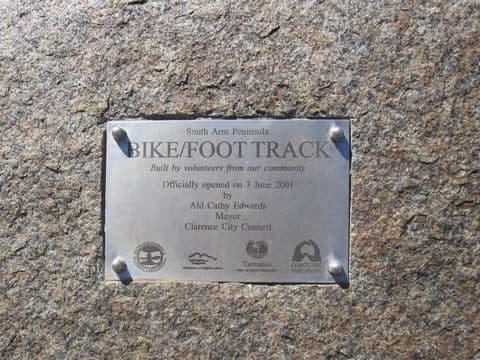 South Arm Peninsula
BIKE/FOOT TRACK
Built by volunteers from our community
Officially opened on 3 June 2001
by
Ald Cathy Edwards
Mayor
Clarence City Council
Tasmania